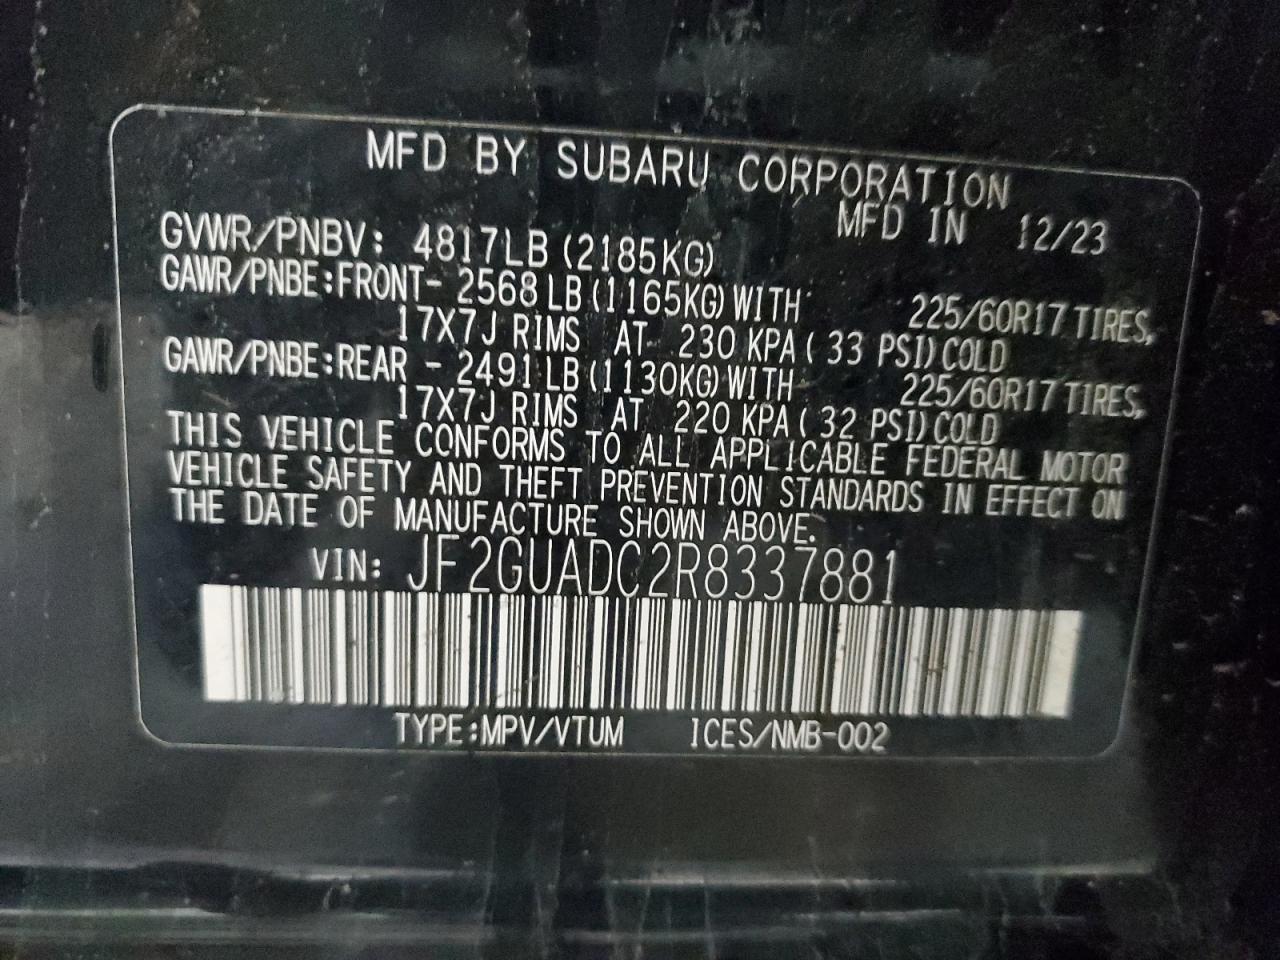 MFD BY SUBARU CORPORATION
MFD IN 12/23
GVWR/PNBV: 4817LB (2185KG)
GAWR/PNBE:FRONT- 2568LB(1165KG)WITH 225/60R17 TIRES,
17X7J RIMS AT 230 KPA( 33 PSI)COLD
GAWR/PNBE:REAR - 2491LB(1130KG)WITH 225/60R17 TIRES,
17X7J RIMS AT 220 KPA( 32 PSI)COLD
THIS VEHICLE CONFORMS TO ALL APPLICABLE FEDERAL MOTOR
VEHICLE SAFETY AND THEFT PREVENTION STANDARDS IN EFFECT ON
THE DATE OF MANUFACTURE SHOWN ABOVE.
VIN: JF2GUADC2R8337881
TYPE:MPV/VTUM ICES/NMB-002